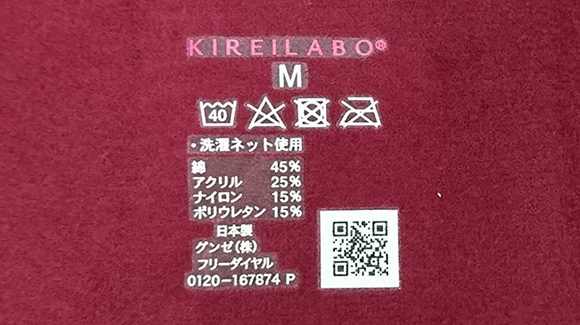 KIREILABO®
M
40
・洗濯ネット使用
綿 45%
アクリル 25%
ナイロン 15%
ポリウレタン 15%
日本製
グンゼ(株)
フリーダイヤル
0120-167874 P